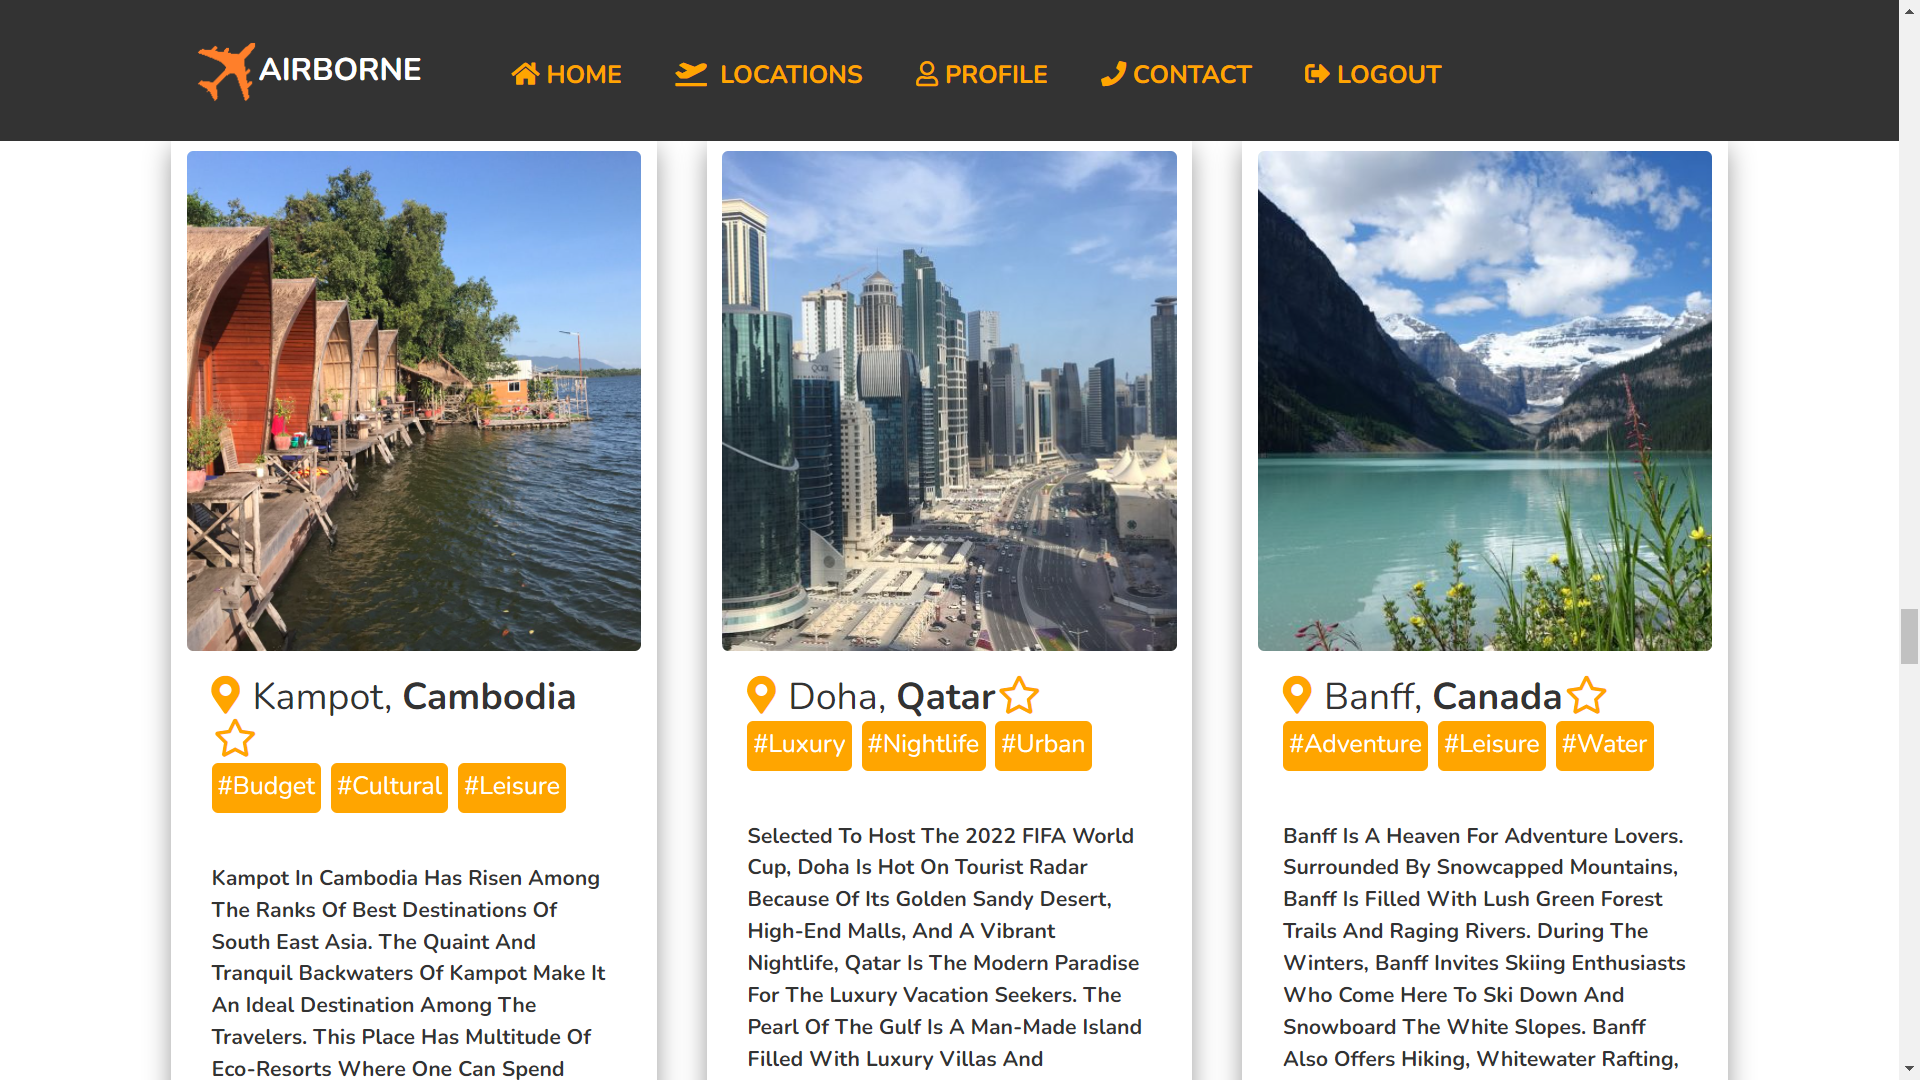 AIRBORNE
HOME
LOCATIONS
PROFILE
CONTACT
LOGOUT
Kampot, Cambodia
#Budget #Cultural #Leisure
Kampot In Cambodia Has Risen Among
The Ranks Of Best Destinations Of
South East Asia. The Quaint And
Tranquil Backwaters Of Kampot Make It
An Ideal Destination Among The
Travelers. This Place Has Multitude Of
Eco-Resorts Where One Can Spend
Doha, Qatar
#Luxury #Nightlife #Urban
Selected To Host The 2022 FIFA World
Cup, Doha Is Hot On Tourist Radar
Because Of Its Golden Sandy Desert,
High-End Malls, And A Vibrant
Nightlife, Qatar Is The Modern Paradise
For The Luxury Vacation Seekers. The
Pearl Of The Gulf Is A Man-Made Island
Filled With Luxury Villas And
Banff, Canada
#Adventure #Leisure #Water
Banff Is A Heaven For Adventure Lovers.
Surrounded By Snowcapped Mountains,
Banff Is Filled With Lush Green Forest
Trails And Raging Rivers. During The
Winters, Banff Invites Skiing Enthusiasts
Who Come Here To Ski Down And
Snowboard The White Slopes. Banff
Also Offers Hiking, Whitewater Rafting,